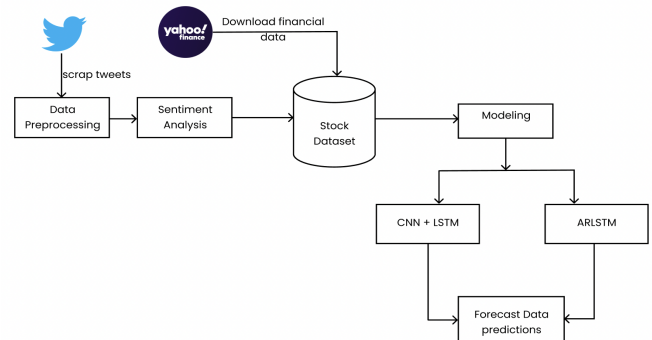 Download financial
data
yahoo!
finance
scrap tweets
Data
Preprocessing
Sentiment
Analysis
Stock
Dataset
Modeling
CNN + LSTM
ARLSTM
Forecast Data
predictions